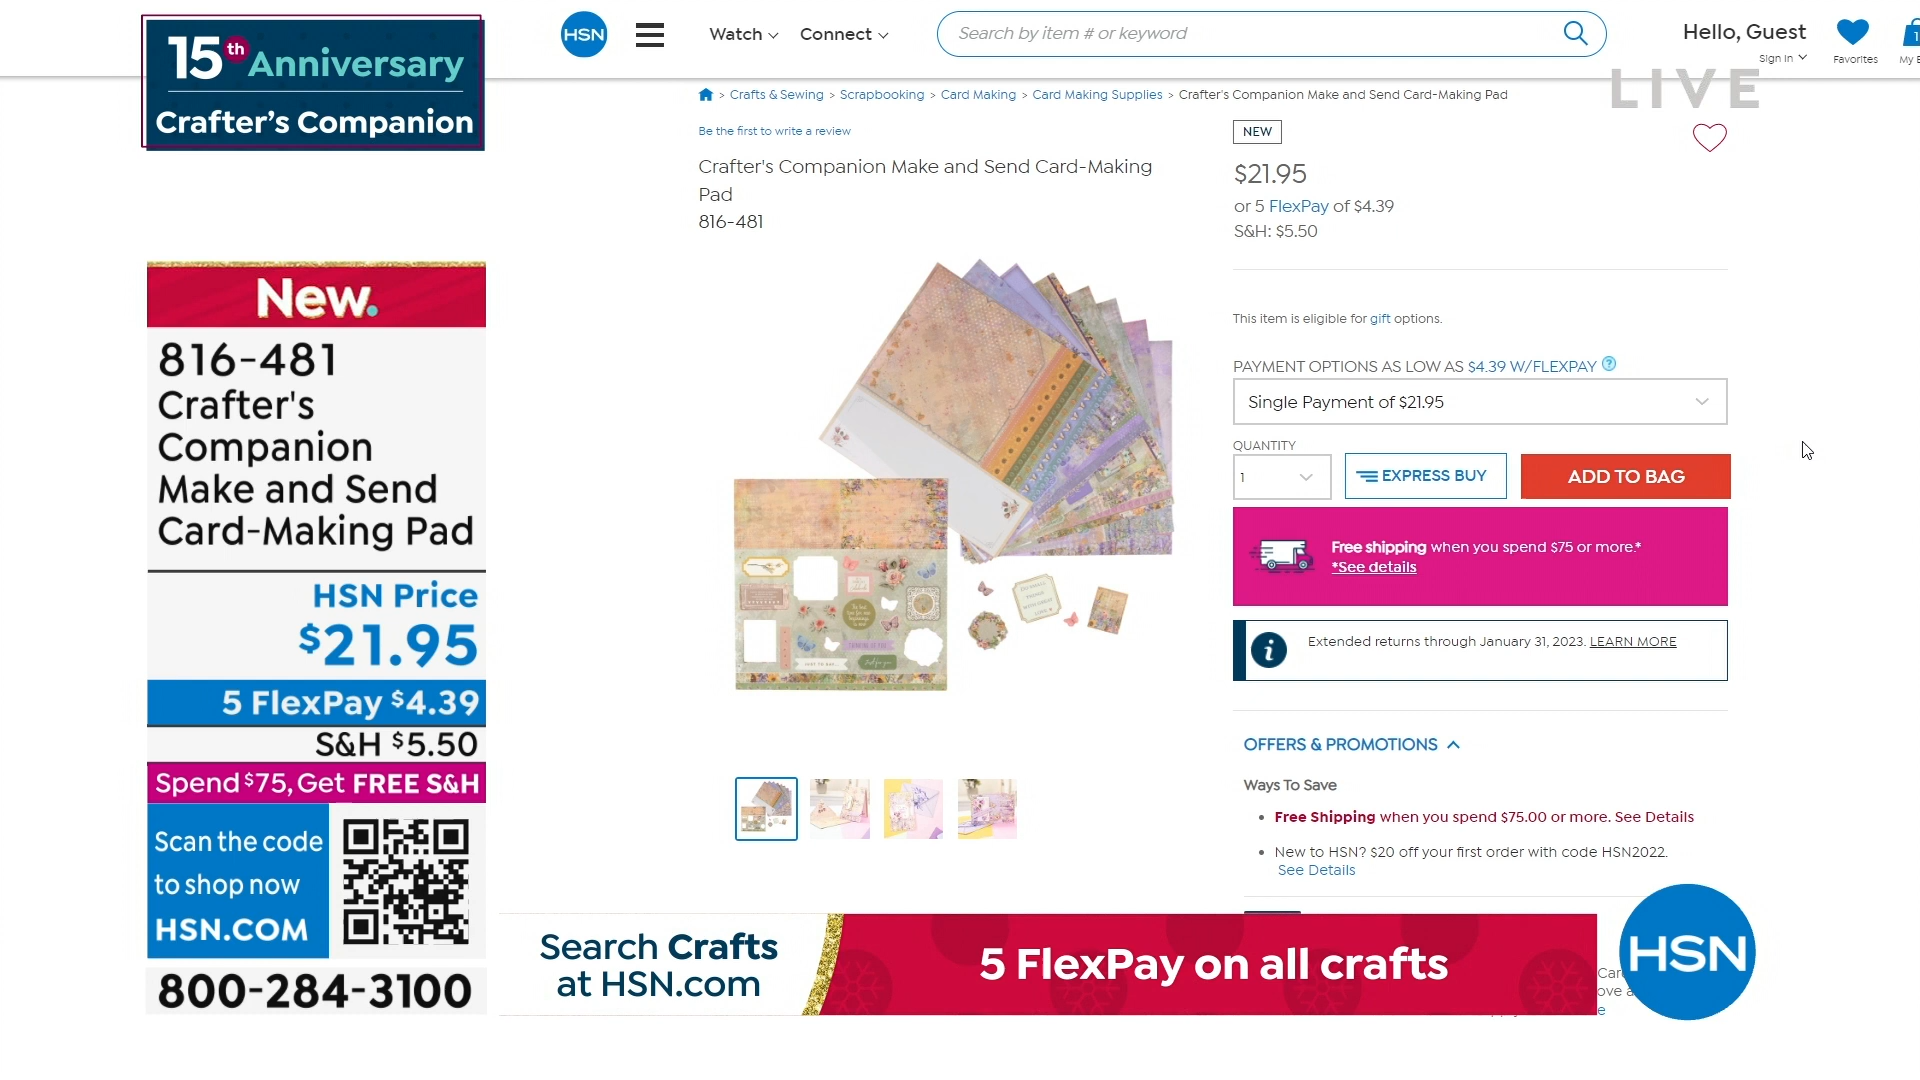 15th Anniversary
Crafter's Companion
HSN
Watch
Connect
Search by item # or keyword
Hello, Guest
Sign In
Favorites
1
LIVE
> Crafts & Sewing > Scrapbooking > Card Making > Card Making Supplies > Crafter's Companion Make and Send Card-Making Pad
Be the first to write a review
Crafter's Companion Make and Send Card-Making
Pad
816-481
NEW
$21.95
or 5 FlexPay of $4.39
S&H: $5.50
This item is eligible for gift options.
PAYMENT OPTIONS AS LOW AS $4.39 W/FLEXPAY ?
Single Payment of $21.95
QUANTITY
1
EXPRESS BUY
ADD TO BAG
Free shipping when you spend $75 or more.*
*See details
i
Extended returns through January 31, 2023. LEARN MORE
OFFERS & PROMOTIONS
Ways To Save
• Free Shipping when you spend $75.00 or more. See Details
• New to HSN? $20 off your first order with code HSN2022.
See Details
New.
816-481
Crafter's
Companion
Make and Send
Card-Making Pad
HSN Price
$21.95
5 FlexPay $4.39
S&H $5.50
Spend $75, Get FREE S&H
Scan the code
to shop now
HSN.COM
800-284-3100
Search Crafts
at HSN.com
5 FlexPay on all crafts
HSN